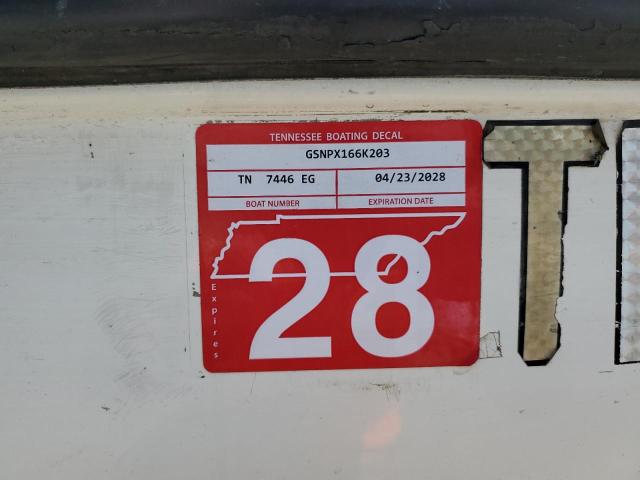 TENNESSEE BOATING DECAL
GSNPX166K203
TN 7446 EG 04/23/2028
BOAT NUMBER EXPIRATION DATE
Expires
28
T